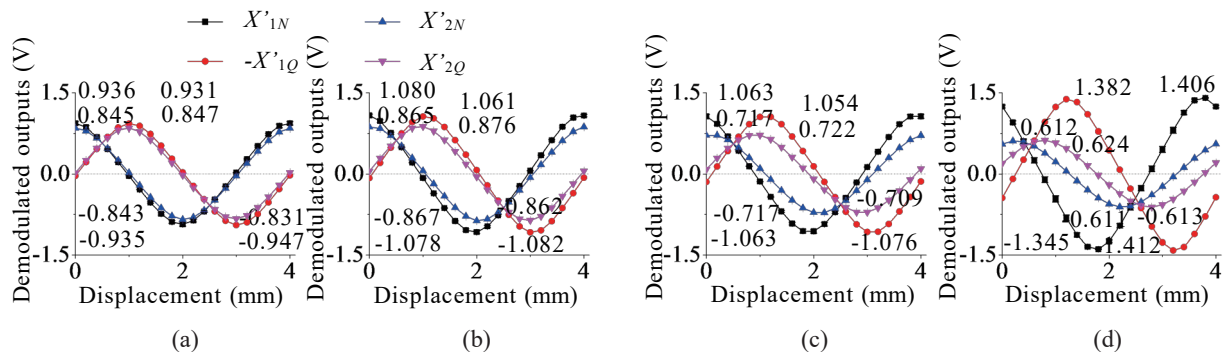 X’1N X’2N
-X’1Q X’2Q
Demodulated outputs (V)
1.5
0.0
-1.5
0.936 0.931
0.845 0.847
-0.843 -0.831
-0.935 -0.947
0 2 4
Displacement (mm)
(a)
Demodulated outputs (V)
1.5
0.0
-1.5
1.080 1.061
0.865 0.876
-0.867 -0.862
-1.078 -1.082
0 2 4
Displacement (mm)
(b)
Demodulated outputs (V)
1.5
0.0
-1.5
1.063 1.054
0.717 0.722
-0.717 -0.709
-1.063 -1.076
0 2 4
Displacement (mm)
(c)
Demodulated outputs (V)
1.5
0.0
-1.5
1.382 1.406
0.612 0.624
-0.611 -0.613
-1.345 -1.412
0 2 4
Displacement (mm)
(d)